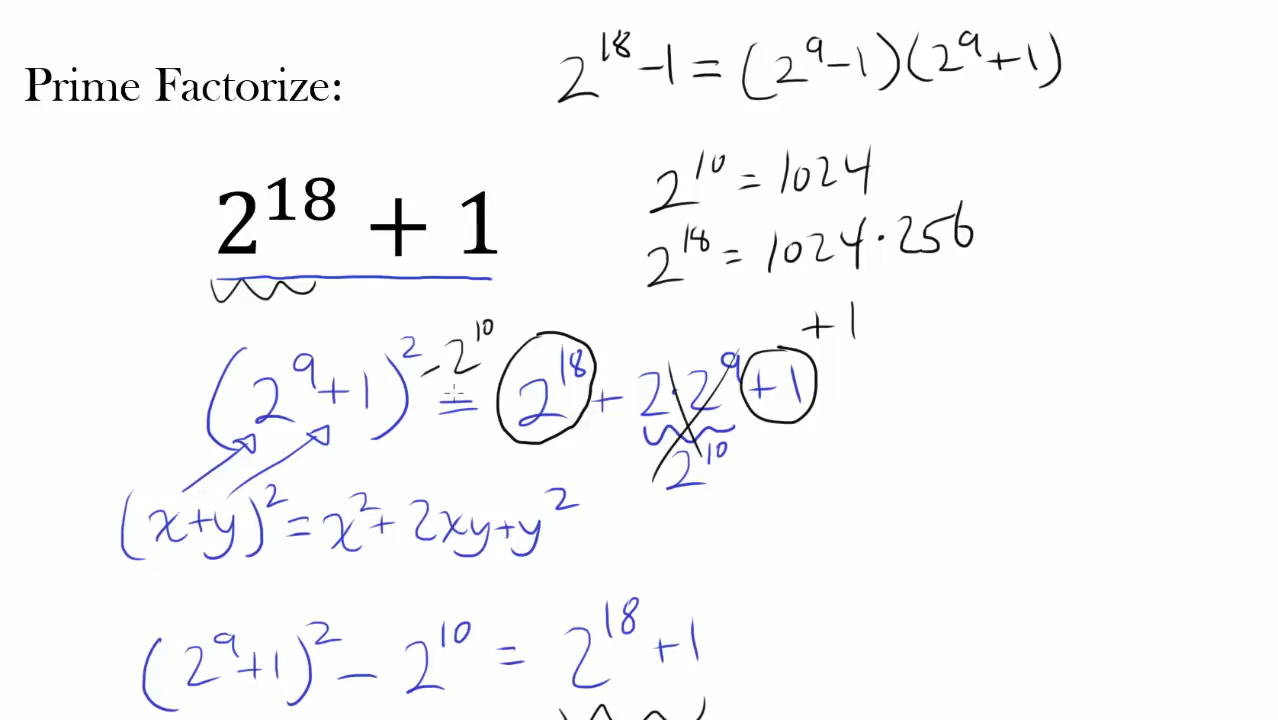 2^18 - 1 = (2^9 - 1)(2^9 + 1)
Prime Factorize:
2^10 = 1024
2^18 + 1
2^18 = 1024 · 256
+ 1
(2^9 + 1)^2 - 2^10 = 2^18 + 2 · 2^9 + 1
2^10
(x+y)^2 = x^2 + 2xy + y^2
(2^9 + 1)^2 - 2^10 = 2^18 + 1